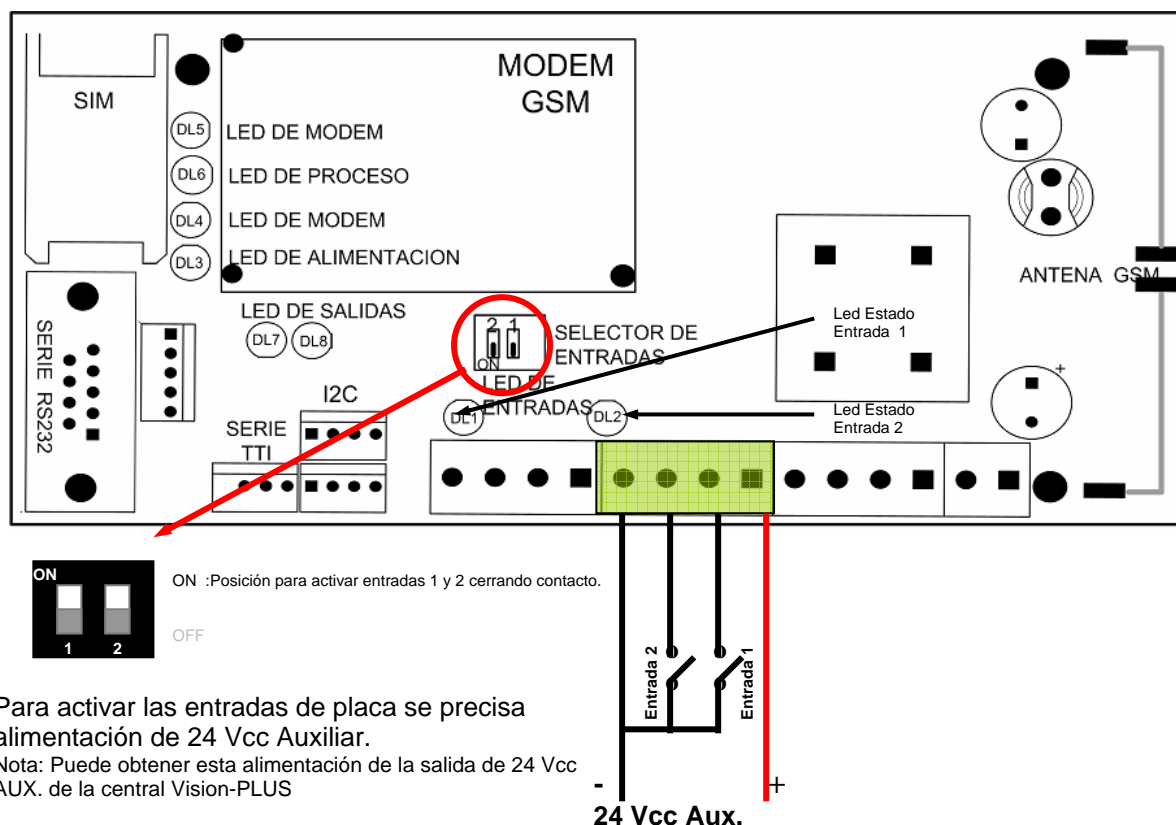 MODEM
GSM
SIM
DL5 LED DE MODEM
DL6 LED DE PROCESO
DL4 LED DE MODEM
DL3 LED DE ALIMENTACION
ANTENA GSM
LED DE SALIDAS
DL7 DL8
2 1
ON
SELECTOR DE
ENTRADAS
LED DE
ENTRADAS
DL1
DL2
Led Estado
Entrada 1
Led Estado
Entrada 2
+
SERIE RS232
I2C
SERIE
TTI
ON
1 2
ON :Posición para activar entradas 1 y 2 cerrando contacto.
OFF
Entrada 2
Entrada 1
Para activar las entradas de placa se precisa
alimentación de 24 Vcc Auxiliar.
Nota: Puede obtener esta alimentación de la salida de 24 Vcc
AUX. de la central Vision-PLUS
- +
24 Vcc Aux.